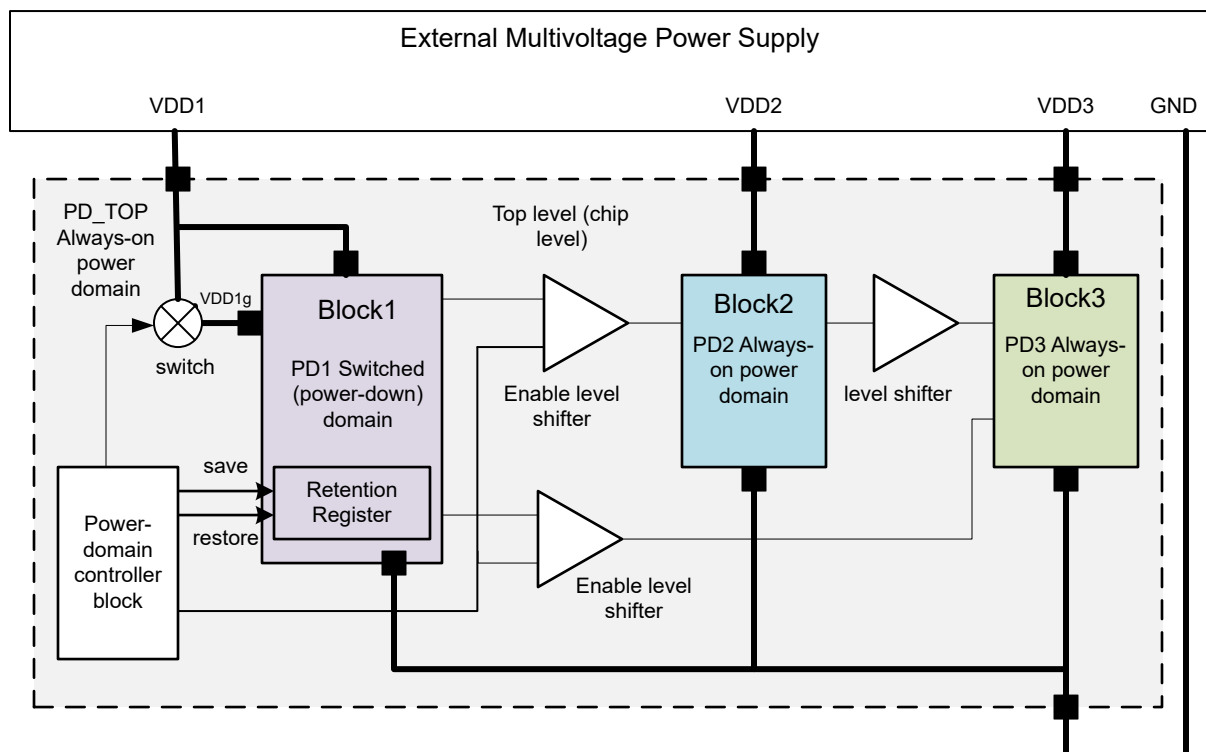 External Multivoltage Power Supply
VDD1
VDD2
VDD3
GND
PD_TOP
Always-on
power
domain
VDD1g
switch
Block1
PD1 Switched
(power-down)
domain
Top level (chip
level)
Enable level
shifter
Block2
PD2 Always-
on power
domain
level shifter
Block3
PD3 Always-
on power
domain
Power-
domain
controller
block
save
restore
Retention
Register
Enable level
shifter